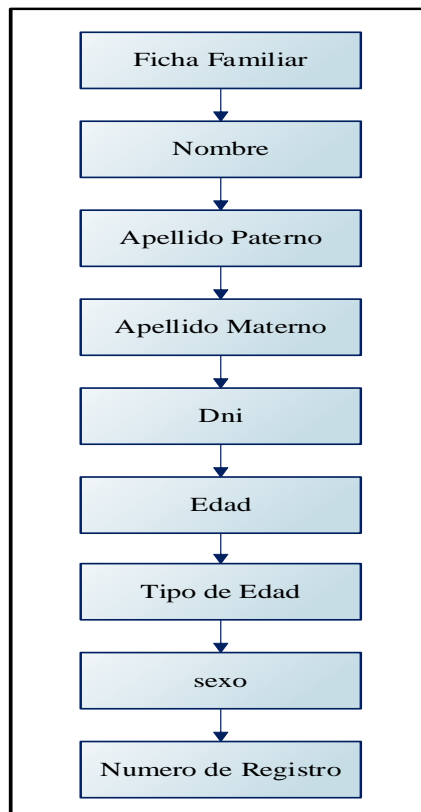 Ficha Familiar
Nombre
Apellido Paterno
Apellido Materno
Dni
Edad
Tipo de Edad
sexo
Numero de Registro